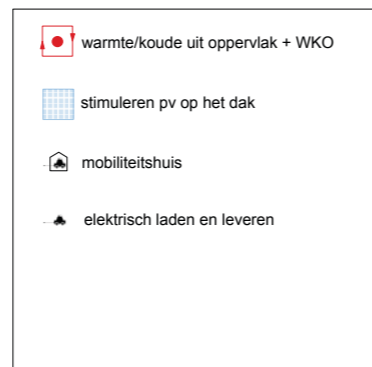 warmte/koude uit oppervlak + WKO
stimuleren pv op het dak
mobiliteitshuis
elektrisch laden en leveren